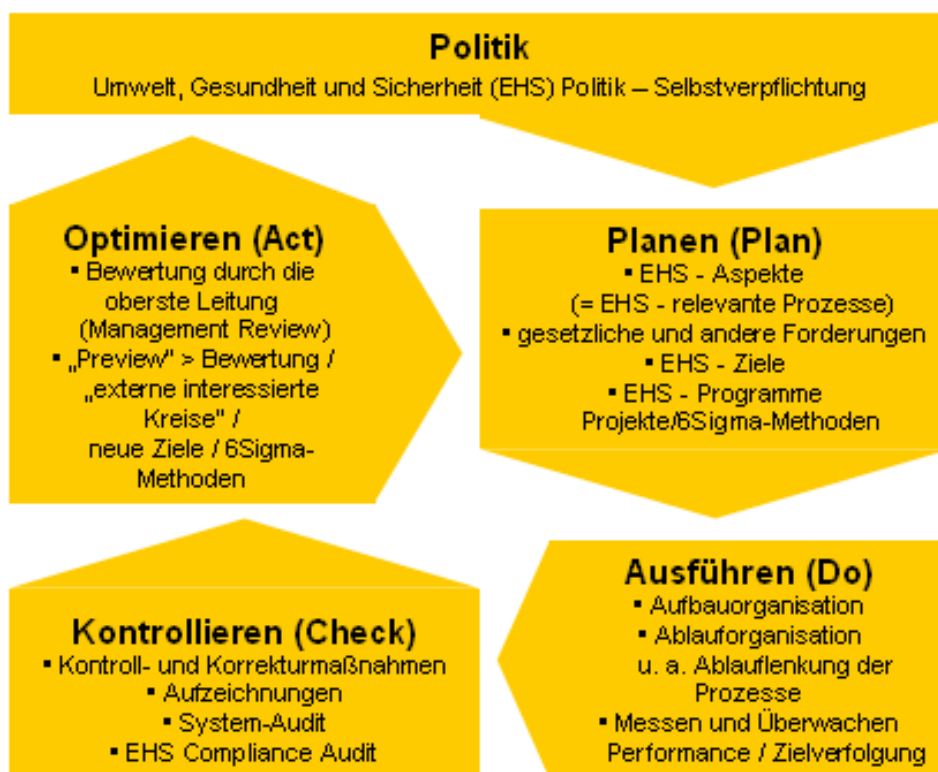 Politik
Umwelt, Gesundheit und Sicherheit (EHS) Politik – Selbstverpflichtung
Optimieren (Act)
▪ Bewertung durch die
oberste Leitung
(Management Review)
▪ „Preview" > Bewertung /
„externe interessierte
Kreise" /
neue Ziele / 6Sigma-
Methoden
Planen (Plan)
▪ EHS - Aspekte
(= EHS - relevante Prozesse)
▪ gesetzliche und andere Forderungen
▪ EHS - Ziele
▪ EHS - Programme
Projekte/6Sigma-Methoden
Kontrollieren (Check)
▪ Kontroll- und Korrekturmaßnahmen
▪ Aufzeichnungen
▪ System-Audit
▪ EHS Compliance Audit
Ausführen (Do)
▪ Aufbauorganisation
▪ Ablauforganisation
u. a. Ablauflenkung der
Prozesse
▪ Messen und Überwachen
Performance / Zielverfolgung